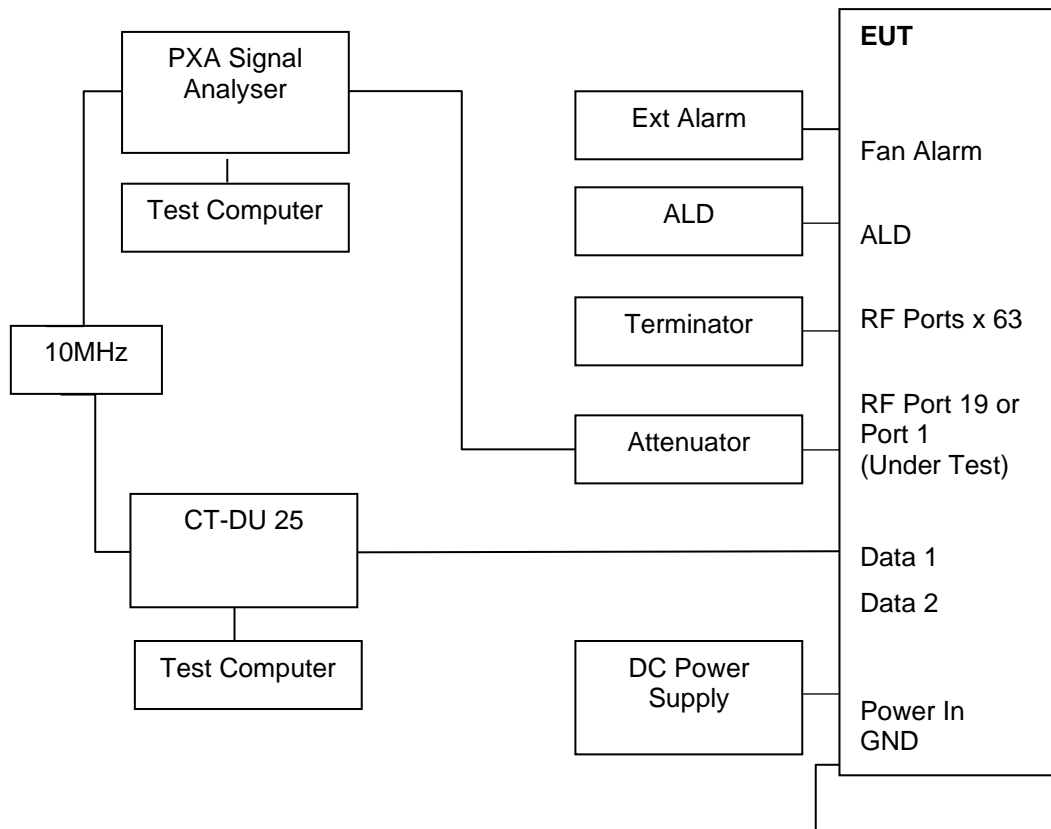 PXA Signal
Analyser
Test Computer
10MHz
CT-DU 25
Test Computer
Ext Alarm
ALD
Terminator
Attenuator
DC Power
Supply
EUT
Fan Alarm
ALD
RF Ports x 63
RF Port 19 or
Port 1
(Under Test)
Data 1
Data 2
Power In
GND